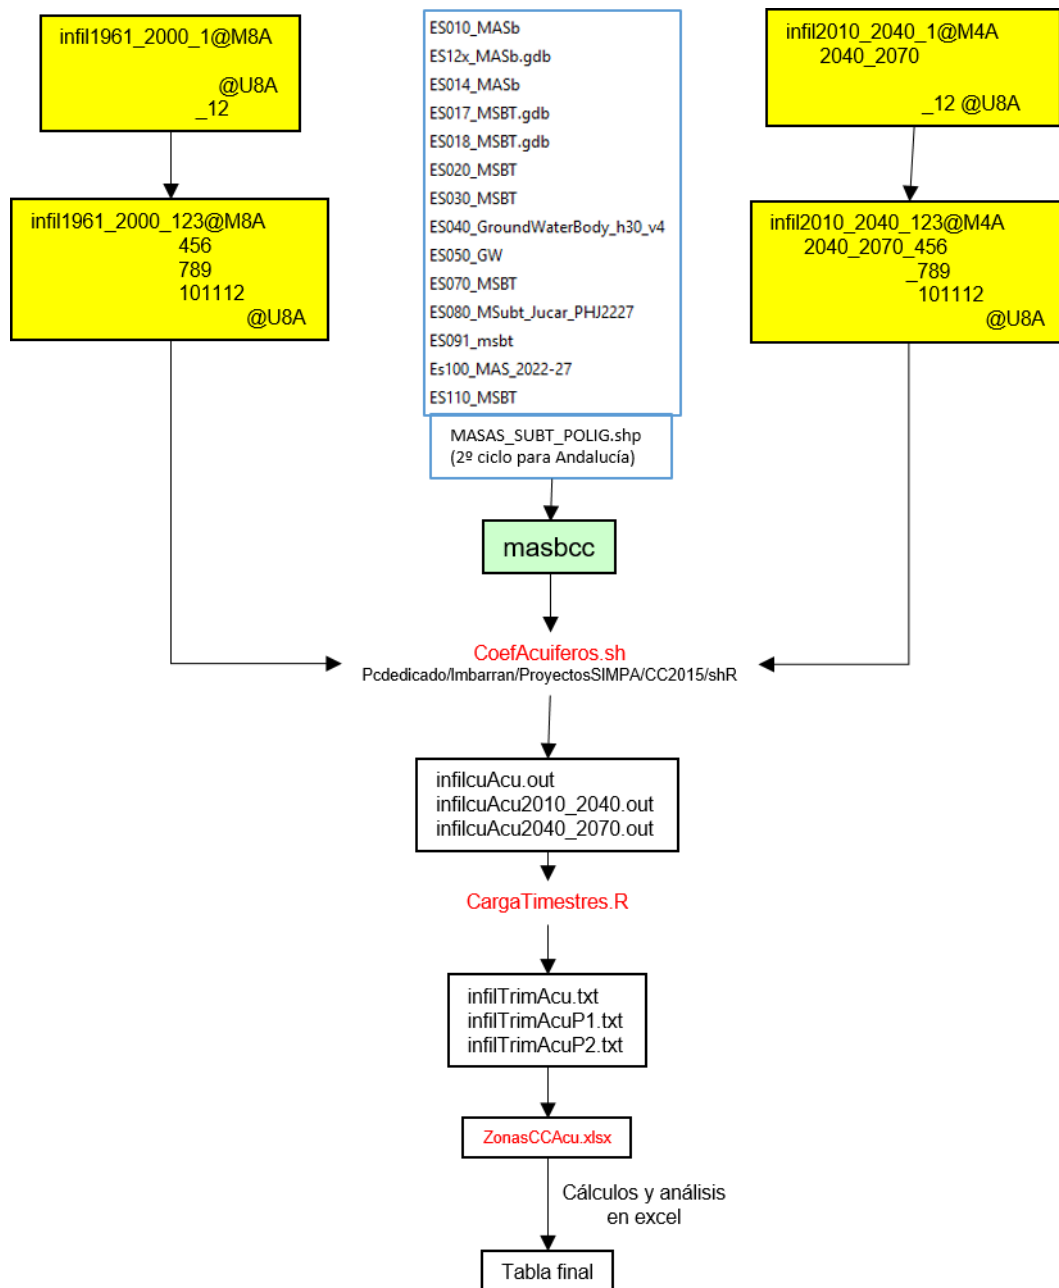 infil1961_2000_1@M8A
@U8A
_12
infil1961_2000_123@M8A
456
789
101112
@U8A
ES010_MASb
ES12x_MASb.gdb
ES014_MASb
ES017_MSBT.gdb
ES018_MSBT.gdb
ES020_MSBT
ES030_MSBT
ES040_GroundWaterBody_h30_v4
ES050_GW
ES070_MSBT
ES080_MSubt_Jucar_PHJ2227
ES091_msbt
Es100_MAS_2022-27
ES110_MSBT
MASAS_SUBT_POLIG.shp
(2º ciclo para Andalucía)
infil2010_2040_1@M4A
2040_2070
_12 @U8A
infil2010_2040_123@M4A
2040_2070_456
_789
101112
@U8A
masbcc
CoefAcuiferos.sh
Pcdedicado/Imbarran/ProyectosSIMPA/CC2015/shR
infilcuAcu.out
infilcuAcu2010_2040.out
infilcuAcu2040_2070.out
CargaTimestres.R
infilTrimAcu.txt
infilTrimAcuP1.txt
infilTrimAcuP2.txt
ZonasCCAcu.xlsx
Cálculos y análisis
en excel
Tabla final